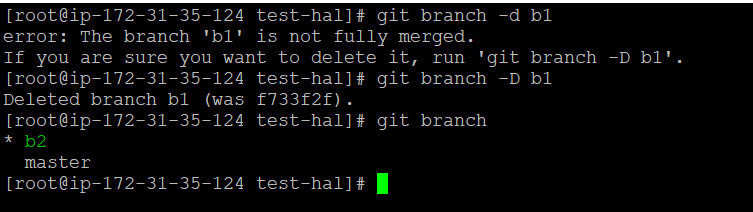 [root@ip-172-31-35-124 test-hal]# git branch -d b1
error: The branch 'b1' is not fully merged.
If you are sure you want to delete it, run 'git branch -D b1'.
[root@ip-172-31-35-124 test-hal]# git branch -D b1
Deleted branch b1 (was f733f2f).
[root@ip-172-31-35-124 test-hal]# git branch
* b2
  master
[root@ip-172-31-35-124 test-hal]#